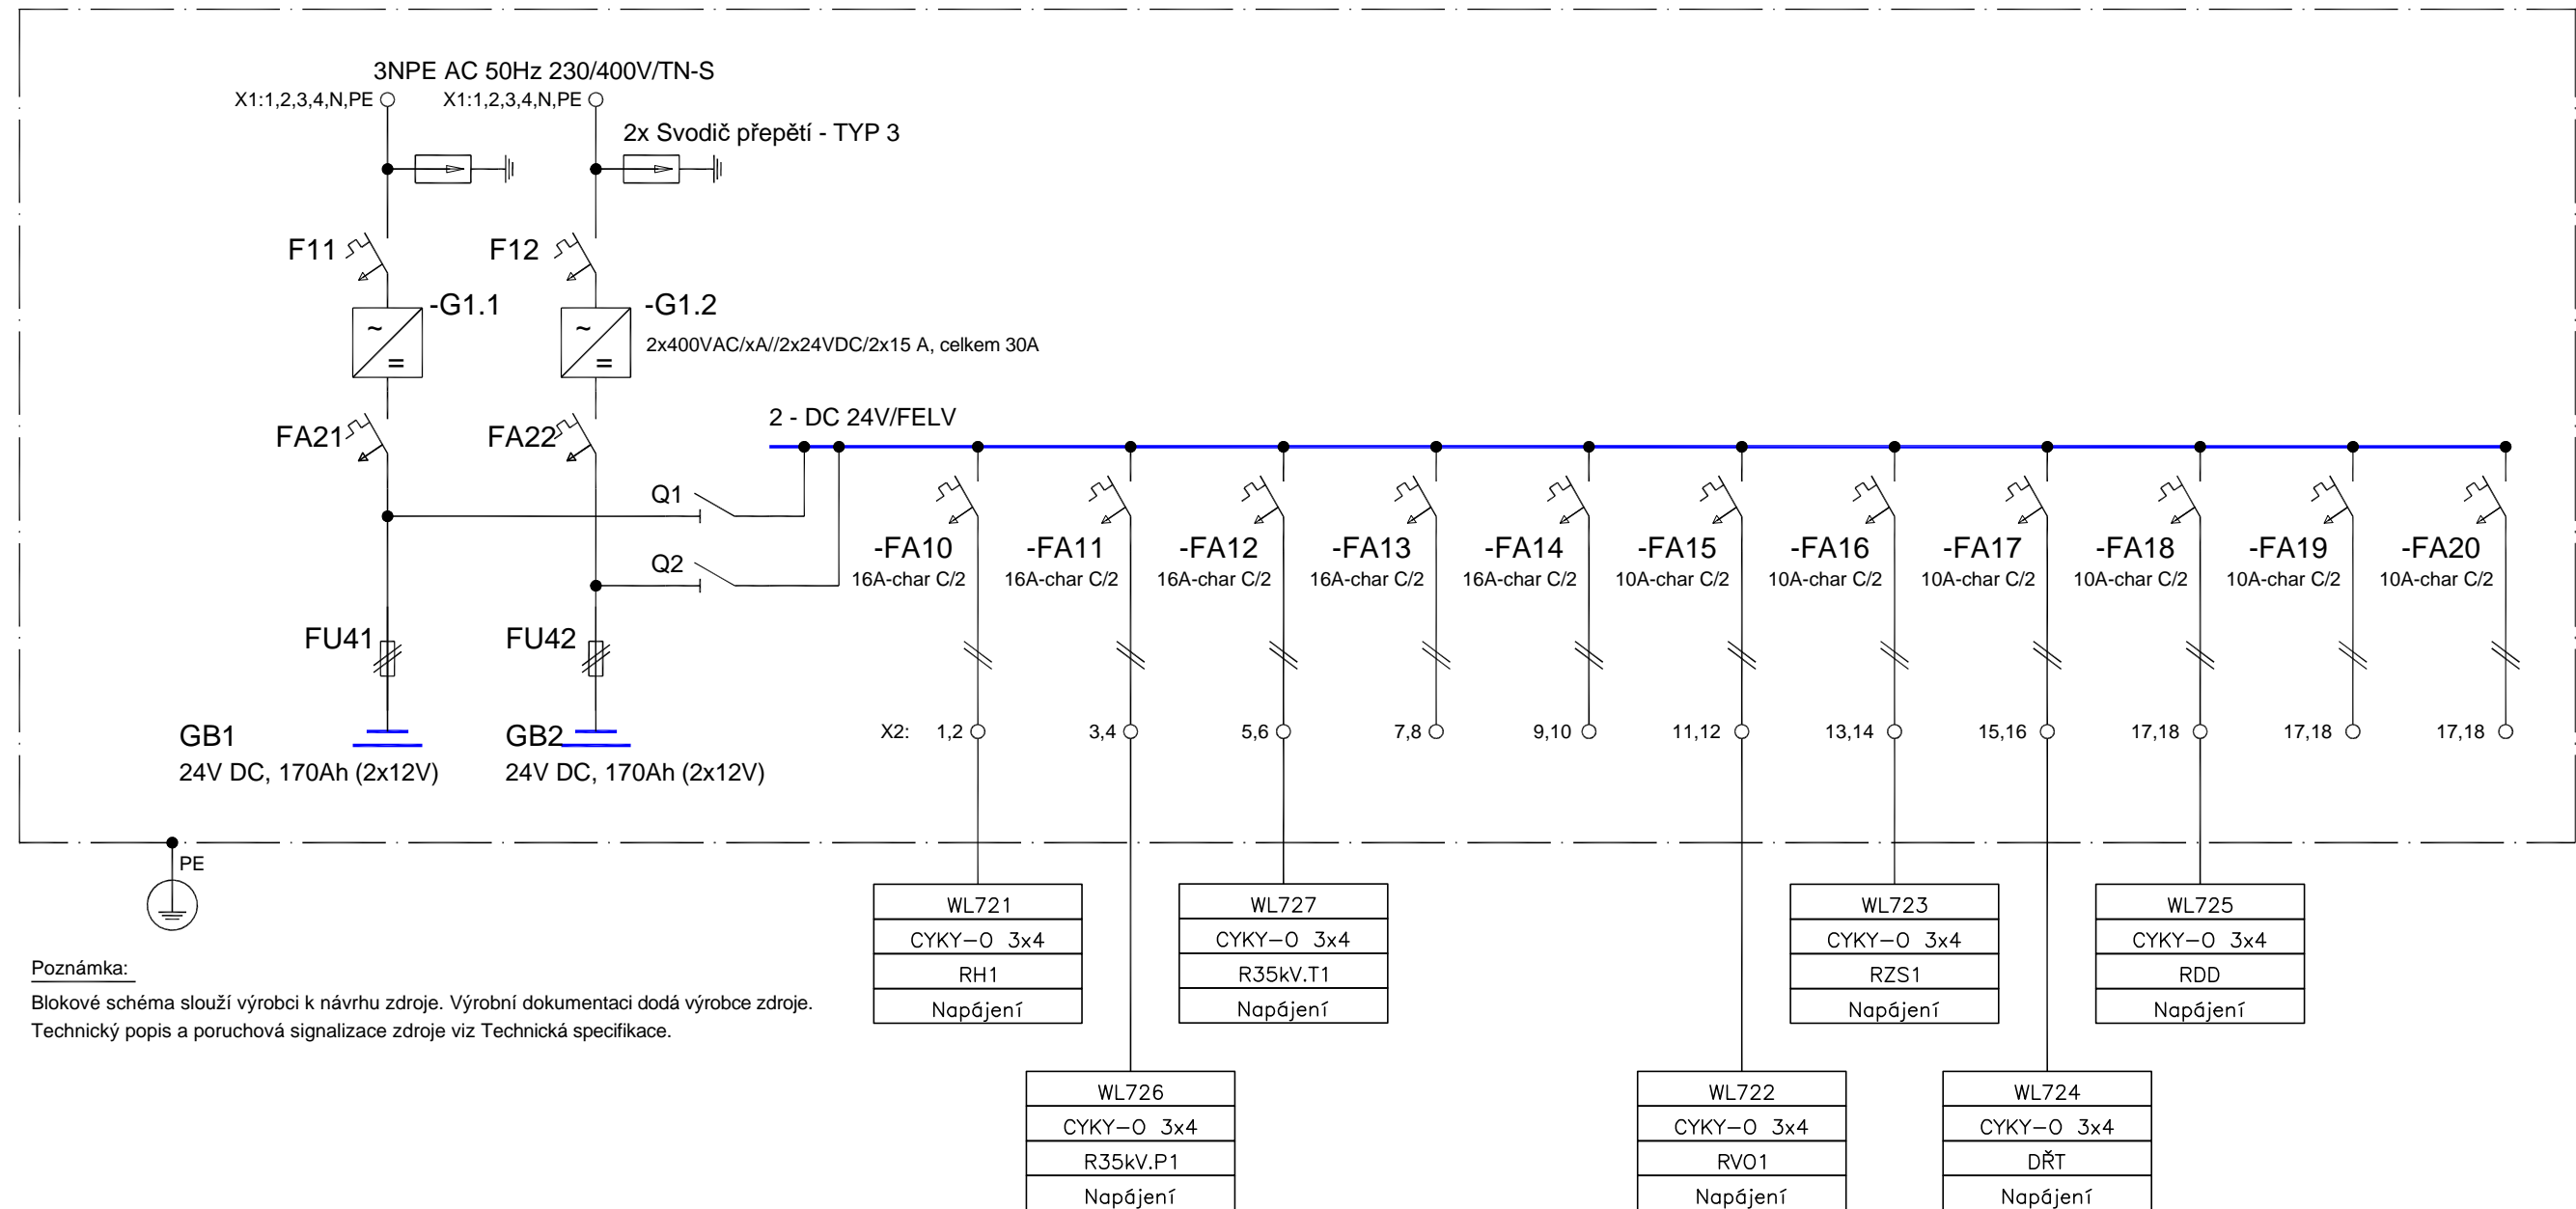 3NPE AC 50Hz 230/400V/TN-S
X1:1,2,3,4,N,PE
X1:1,2,3,4,N,PE
2x Svodič přepětí - TYP 3
F11
F12
-G1.1
-G1.2
~
=
~
=
2x400VAC/xA//2x24VDC/2x15 A, celkem 30A
FA21
FA22
2 - DC 24V/FELV
Q1
Q2
-FA10
16A-char C/2
-FA11
16A-char C/2
-FA12
16A-char C/2
-FA13
16A-char C/2
-FA14
16A-char C/2
-FA15
10A-char C/2
-FA16
10A-char C/2
-FA17
10A-char C/2
-FA18
10A-char C/2
-FA19
10A-char C/2
-FA20
10A-char C/2
FU41
FU42
GB1
24V DC, 170Ah (2x12V)
GB2
24V DC, 170Ah (2x12V)
X2:
1,2
3,4
5,6
7,8
9,10
11,12
13,14
15,16
17,18
17,18
17,18
PE
WL721
CYKY-O 3x4
RH1
Napájení
WL727
CYKY-O 3x4
R35kV.T1
Napájení
WL723
CYKY-O 3x4
RZS1
Napájení
WL725
CYKY-O 3x4
RDD
Napájení
Poznámka:
Blokové schéma slouží výrobci k návrhu zdroje. Výrobní dokumentaci dodá výrobce zdroje.
Technický popis a poruchová signalizace zdroje viz Technická specifikace.
WL726
CYKY-O 3x4
R35kV.P1
Napájení
WL722
CYKY-O 3x4
RVO1
Napájení
WL724
CYKY-O 3x4
DŘT
Napájení